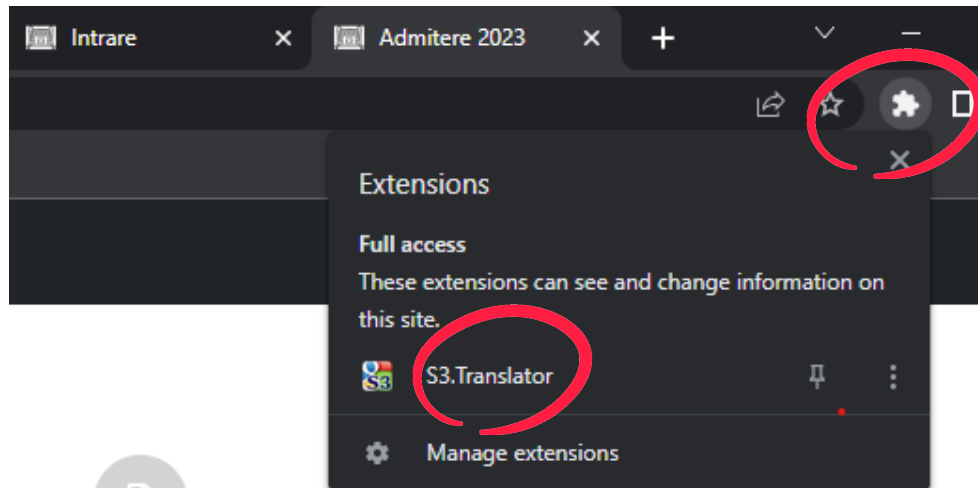 Intrare
Admitere 2023
Extensions
Full access
These extensions can see and change information on
this site.
S3 S3.Translator
Manage extensions